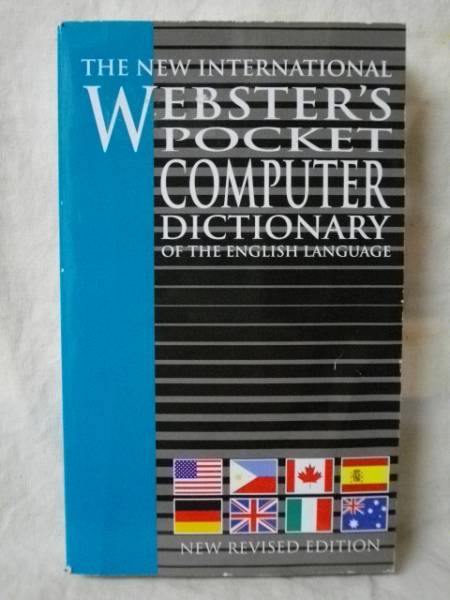 THE NEW INTERNATIONAL
WEBSTER'S
POCKET
COMPUTER
DICTIONARY
OF THE ENGLISH LANGUAGE
NEW REVISED EDITION